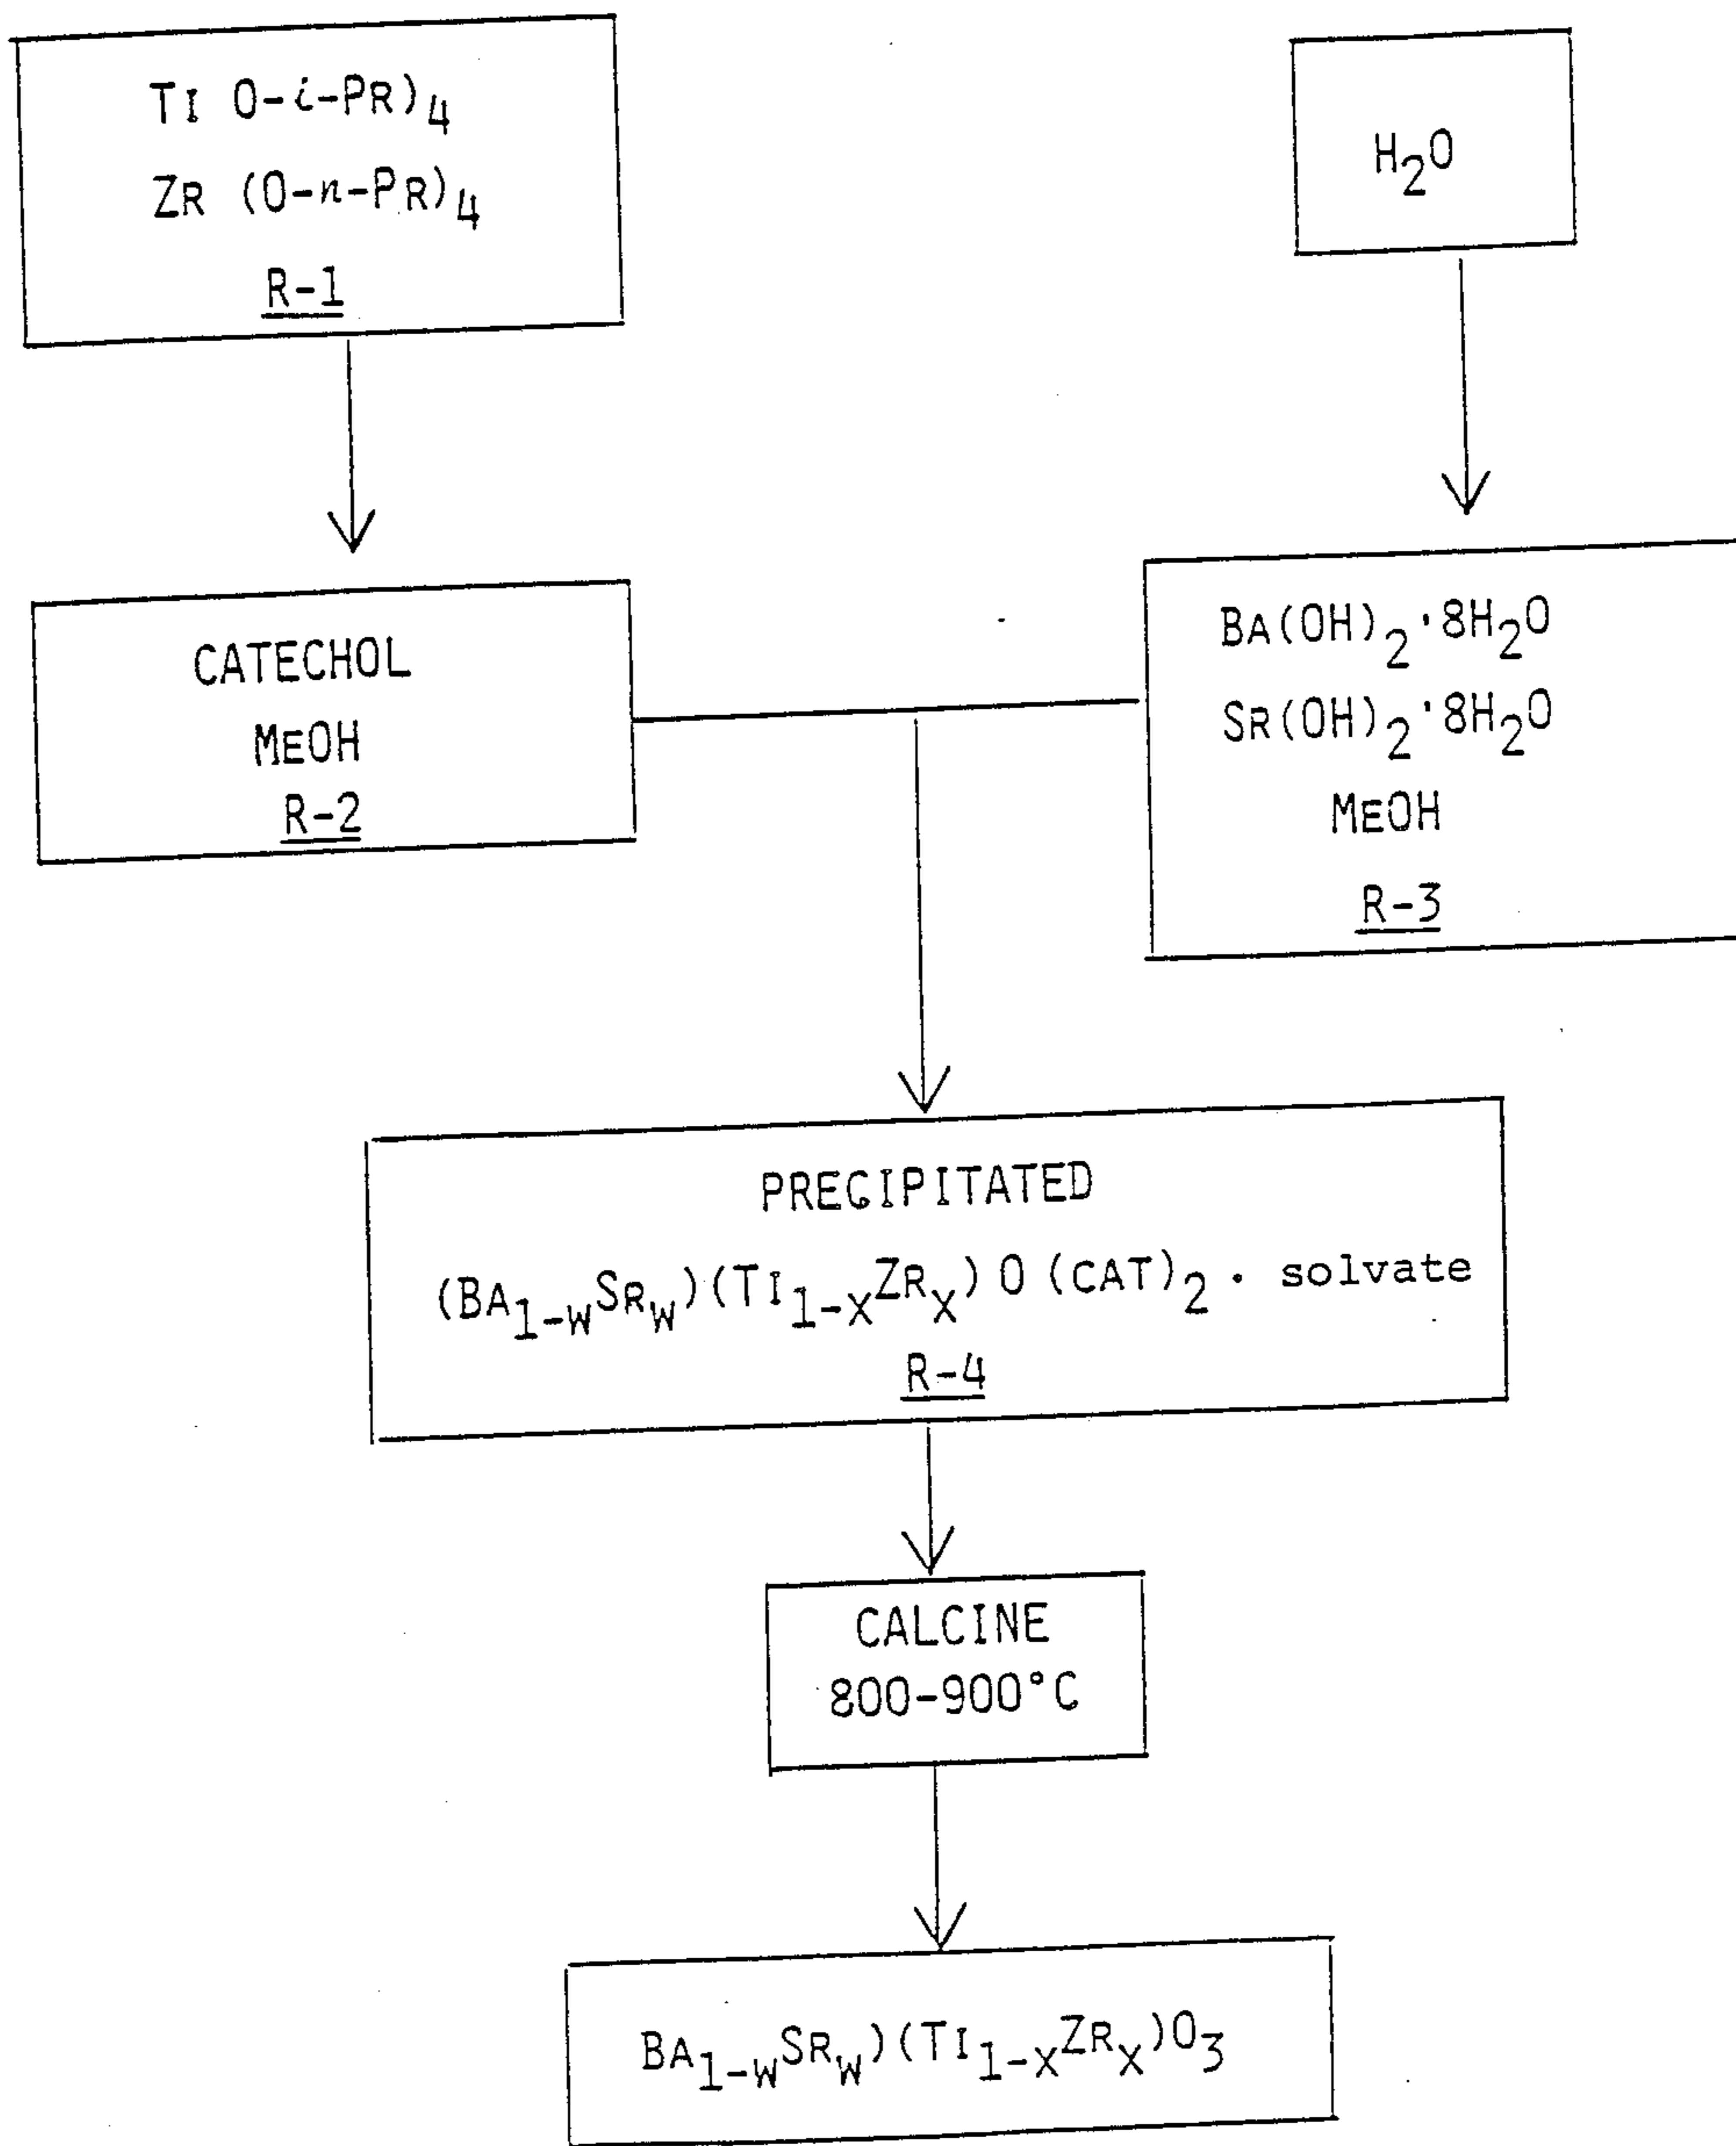 TI O-i-PR)4
ZR (O-n-PR)4
R-1
H2O
CATECHOL
MEOH
R-2
BA(OH)2·8H2O
SR(OH)2·8H2O
MEOH
R-3
PRECIPITATED
(BA1-WSRW)(TI1-XZRX) O (CAT)2 · solvate
R-4
CALCINE
800-900°C
BA1-WSRW)(TI1-XZRX)O3